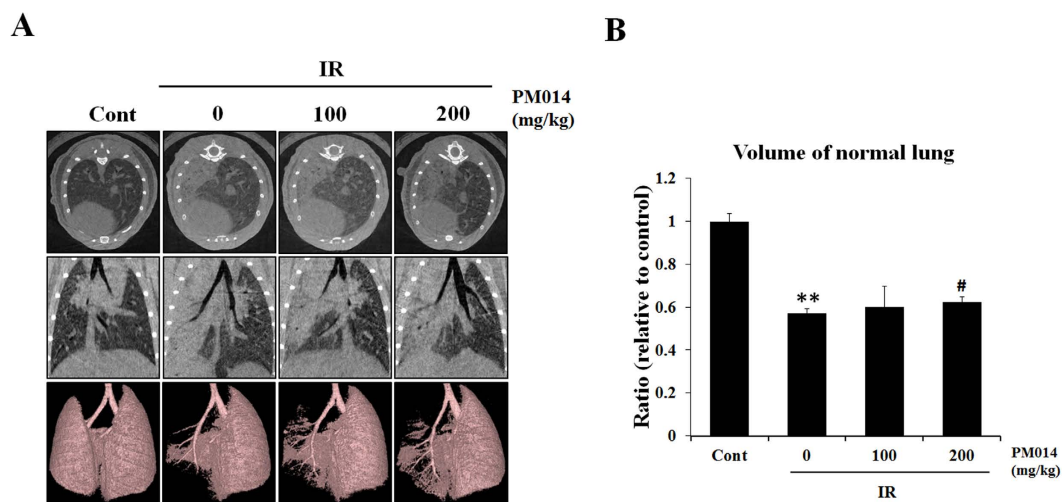 A
IR
PM014
(mg/kg)
Cont 0 100 200
B
Volume of normal lung
Ratio (relative to control)
1.2
1
0.8
0.6
0.4
0.2
0
**
#
Cont 0 100 200
PM014
(mg/kg)
IR